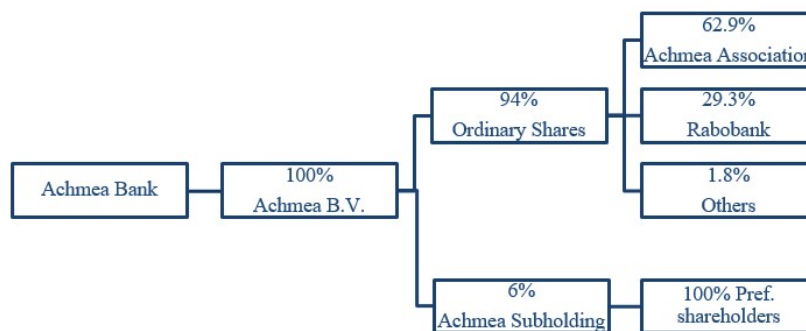 Achmea Bank
100%
Achmea B.V.
94%
Ordinary Shares
62.9%
Achmea Association
29.3%
Rabobank
1.8%
Others
6%
Achmea Subholding
100% Pref.
shareholders